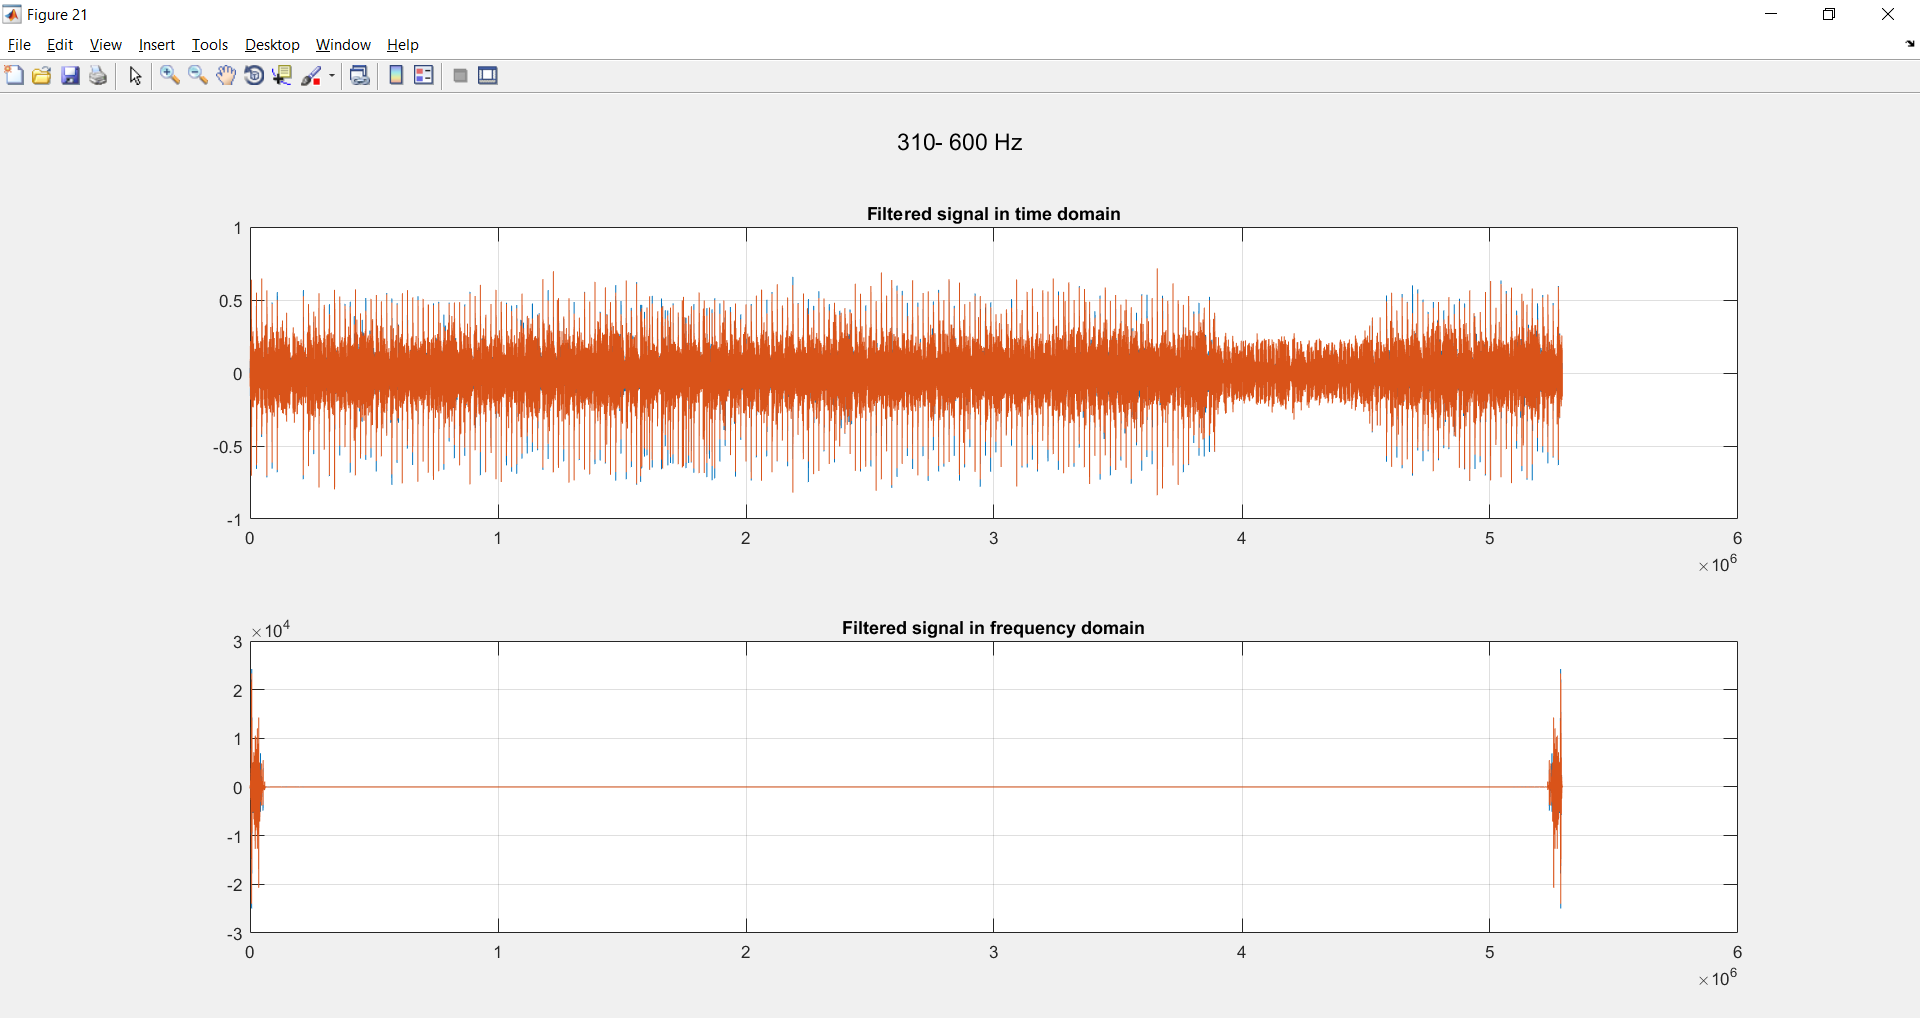 Figure 21
File Edit View Insert Tools Desktop Window Help
310- 600 Hz
Filtered signal in time domain
1
0.5
0
-0.5
-1
0 1 2 3 4 5 6
×10^6
Filtered signal in frequency domain
×10^4
3
2
1
0
-1
-2
-3
0 1 2 3 4 5 6
×10^6